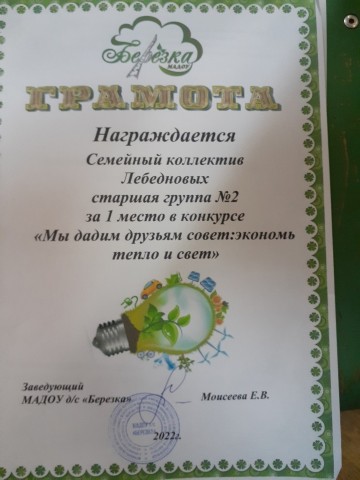 Берёзка
МАДОУ
ГРАМОТА
Награждается
Семейный коллектив
Лебедновых
старшая группа №2
за 1 место в конкурсе
«Мы дадим друзьям совет:экономь
тепло и свет»
Заведующий
МАДОУ д/с «Березка» Моисеева Е.В.
2022г.